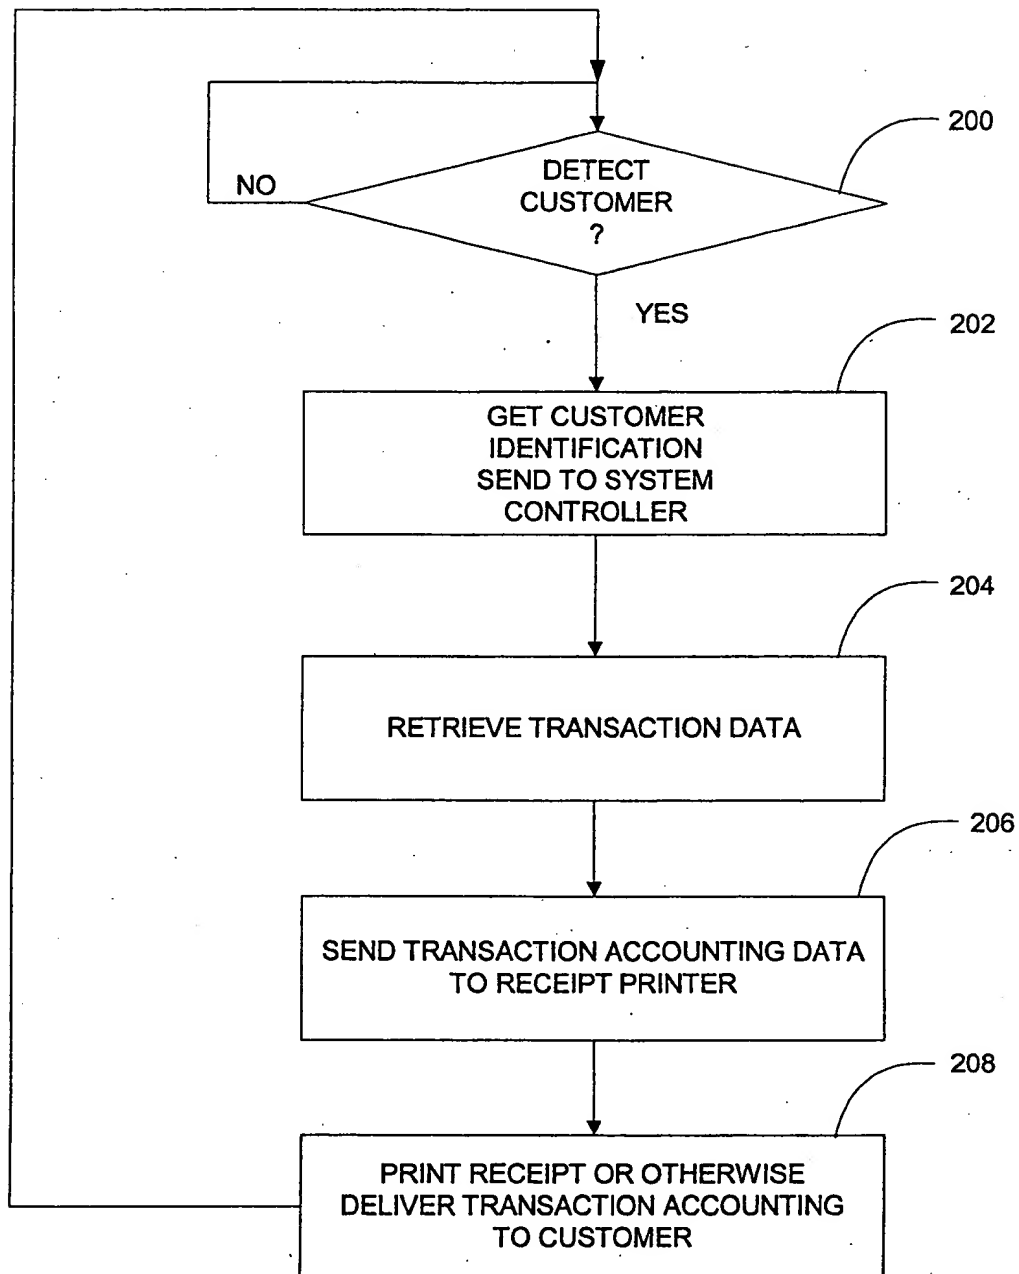 200
DETECT
CUSTOMER
?
NO
YES
202
GET CUSTOMER
IDENTIFICATION
SEND TO SYSTEM
CONTROLLER
204
RETRIEVE TRANSACTION DATA
206
SEND TRANSACTION ACCOUNTING DATA
TO RECEIPT PRINTER
208
PRINT RECEIPT OR OTHERWISE
DELIVER TRANSACTION ACCOUNTING
TO CUSTOMER